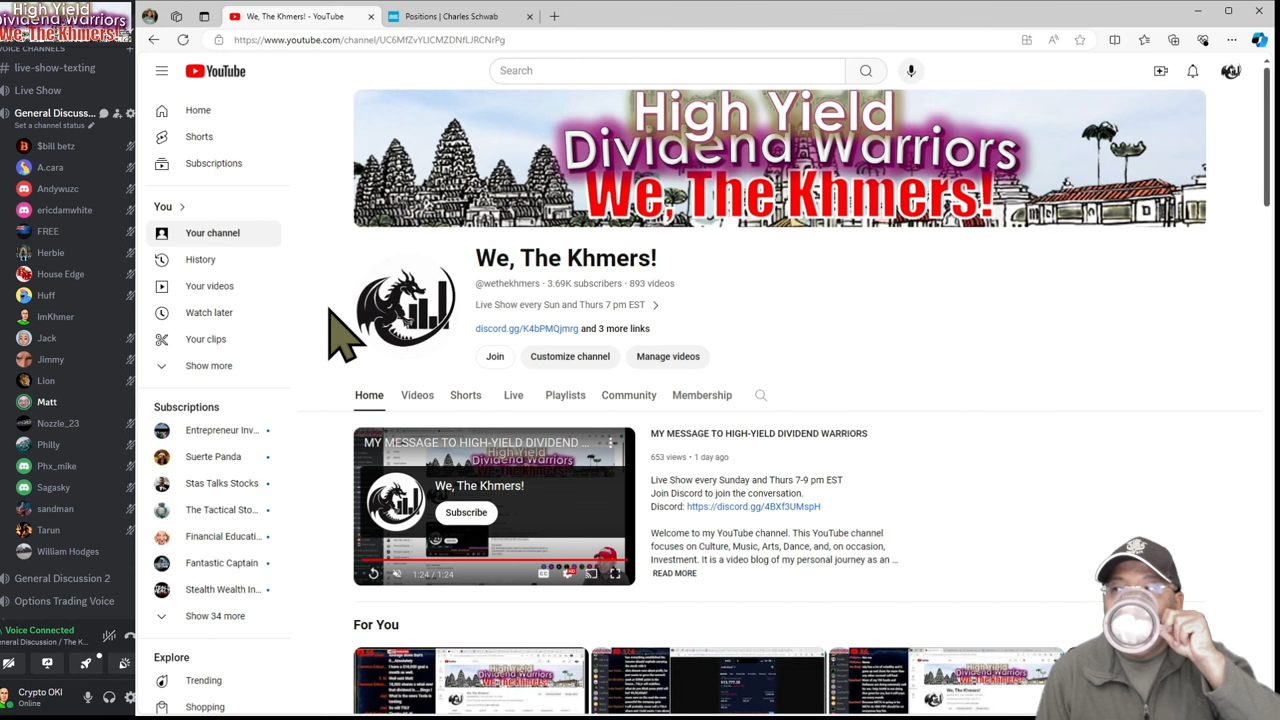 High Yield
Dividend Warriors
We, The Khmers!
VOICE CHANNELS
live-show-texting
Live Show
General Discuss...
Set a channel status
$bill betz
A.cara
Andywuzc
ericdamwhite
FREE
Herbie
House Edge
Huff
ImKhmer
Jack
Jimmy
Lion
Matt
Nozzle_23
Philly
Phx_mike
Sagasky
sandman
Tarun
William Hodges
General Discussion 2
Options Trading Voice
Voice Connected
General Discussion / The K...
to OKI
Online
We, The Khmers! - YouTube
Positions | Charles Schwab
https://www.youtube.com/channel/UC6MfZvYLICMZDNfLJRCNrPg
YouTube
Search
Home
Shorts
Subscriptions
You
Your channel
History
Your videos
Watch later
Your clips
Show more
Subscriptions
Entrepreneur Inv...
Suerte Panda
Stas Talks Stocks
The Tactical Sto...
Financial Educati...
Fantastic Captain
Stealth Wealth In...
Show 34 more
Explore
Trending
Shopping
High Yield
Dividend Warriors
We, The Khmers!
We, The Khmers!
@wethekhmers · 3.69K subscribers · 893 videos
Live Show every Sun and Thurs 7 pm EST
discord.gg/K4bPMQjmrg and 3 more links
Join
Customize channel
Manage videos
Home
Videos
Shorts
Live
Playlists
Community
Membership
MY MESSAGE TO HIGH-YIELD DIVIDEND ...
Dividend Warriors
We, The Khmers!
Subscribe
1:24 / 1:24
MY MESSAGE TO HIGH-YIELD DIVIDEND WARRIORS
653 views • 1 day ago
Live Show every Sunday and Thurs 7-9 pm EST
Join Discord to join the conversation.
Discord: https://discord.gg/4BXf3UMspH
Welcome to my YouTube channel. This YouTube channel
focuses on Culture, Music, Arts, Dance, and, on occasion,
Investment. It is a video blog of my personal journey as an ...
READ MORE
For You